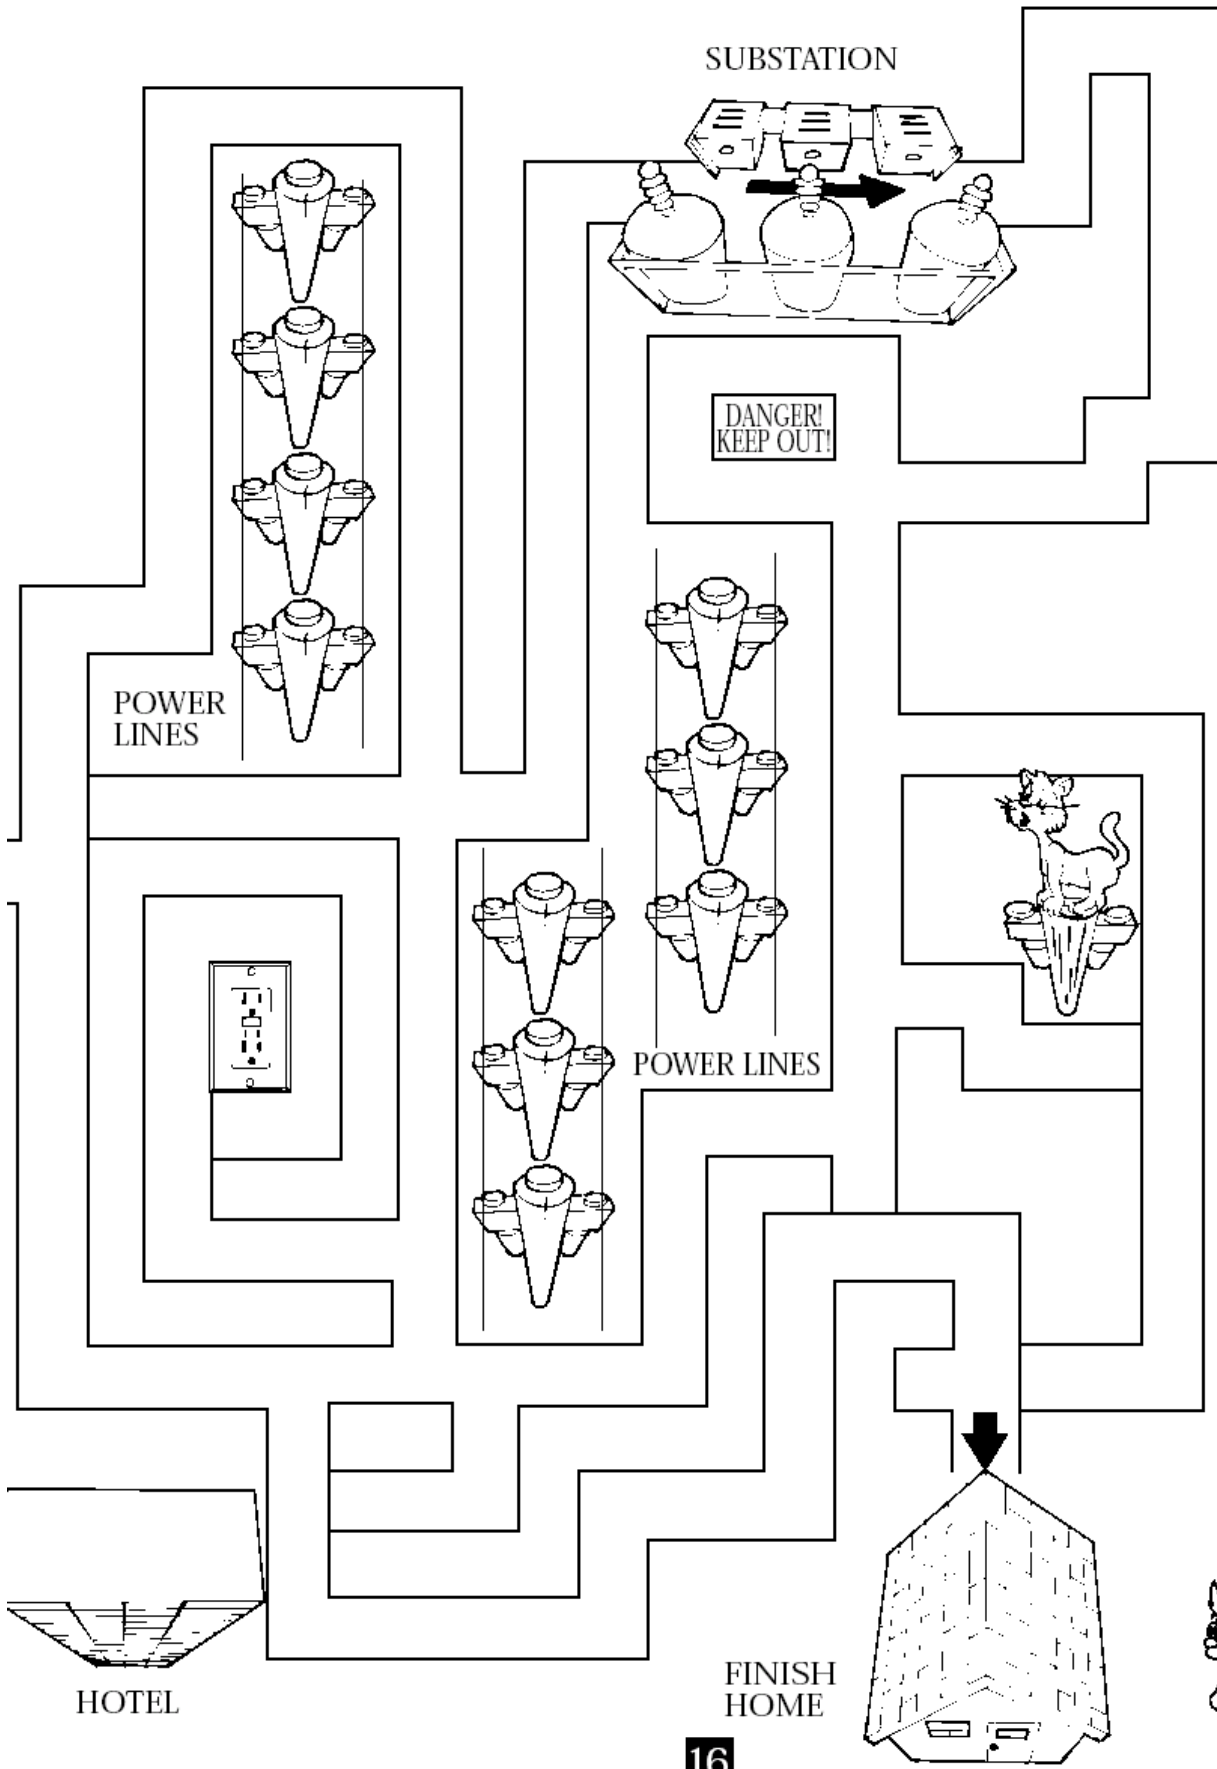 SUBSTATION
DANGER!
KEEP OUT!
POWER
LINES
POWER LINES
HOTEL
FINISH
HOME
16